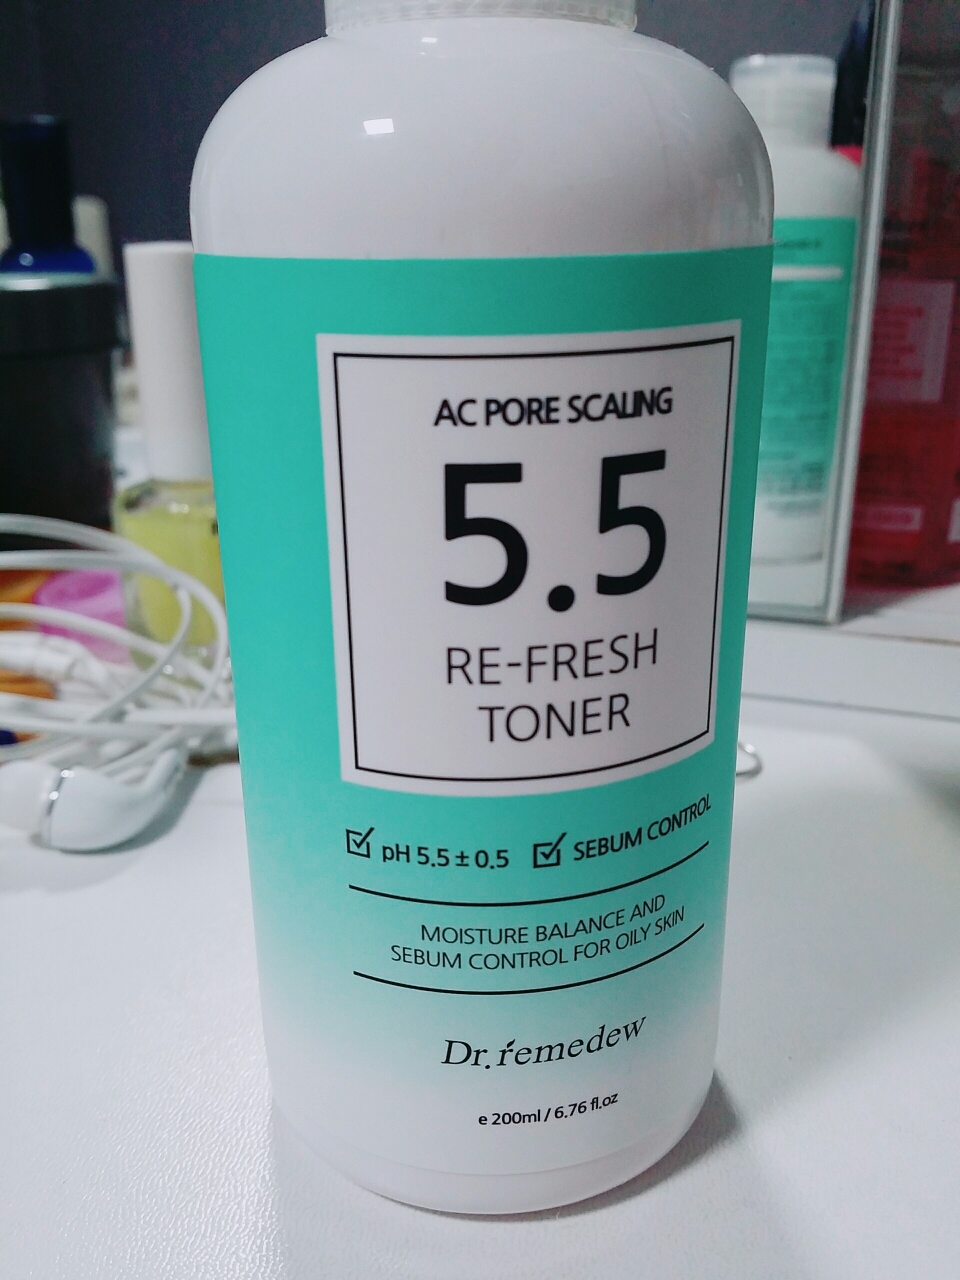 AC PORE SCALING
5.5
RE-FRESH
TONER
pH 5.5 ± 0.5 SEBUM CONTROL
MOISTURE BALANCE AND
SEBUM CONTROL FOR OILY SKIN
Dr.ŕemedew
e 200ml / 6.76 fl.oz